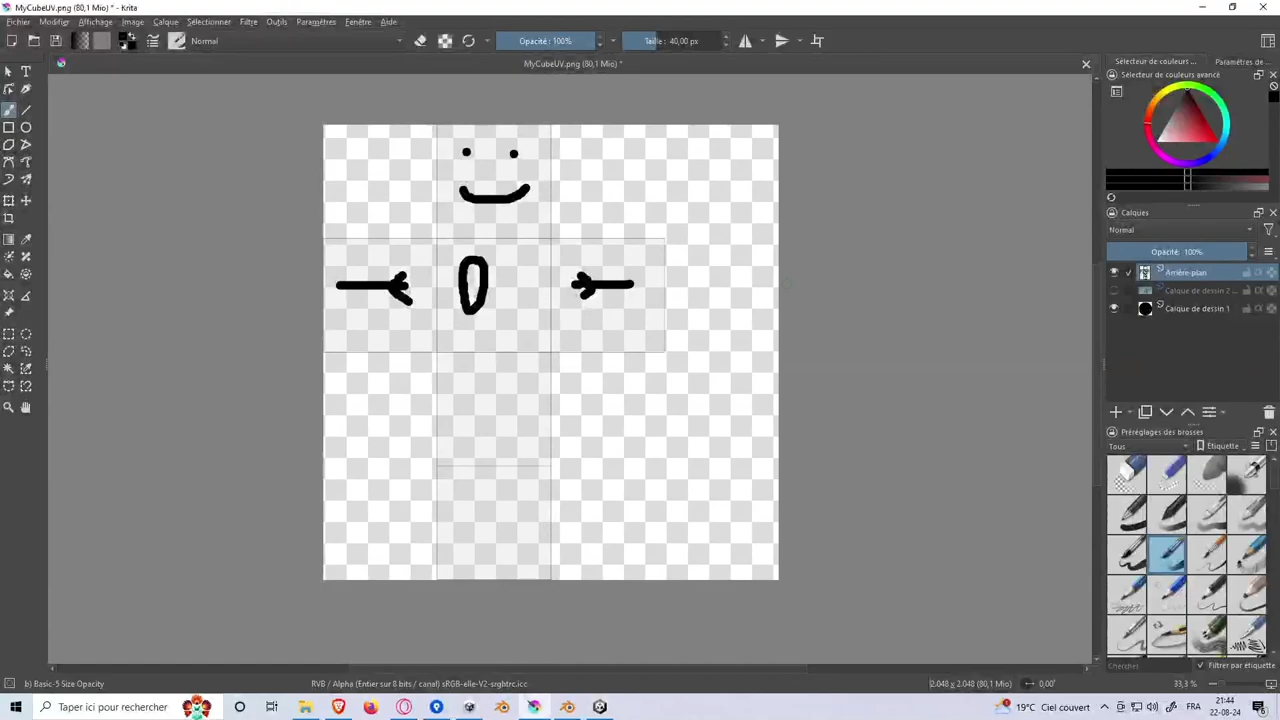 MyCubeUV.png (80,1 Mio) * - Krita
Fichier Modifier Affichage Image Calque Sélectionner Filtre Outils Paramètres Fenêtre Aide
Normal Opacité : 100% Taille : 40,00 px
MyCubeUV.png (80,1 Mio) *
Sélecteur de couleurs ... Paramètres de ...
Sélecteur de couleurs avancé
Calques
Normal
Opacité: 100%
Arrière-plan
Calque de dessin 2 ...
Calque de dessin 1
Préréglages des brosses
Tous Étiquette
Chercher Filtrer par étiquette
b) Basic-5 Size Opacity RVB / Alpha (Entier sur 8 bits / canal) sRGB-elle-V2-srgbtrc.icc 2.048 x 2.048 (80,1 Mio) 0,00° 33,3 %
Taper ici pour rechercher 19°C Ciel couvert FRA 21:44
22-08-24 6